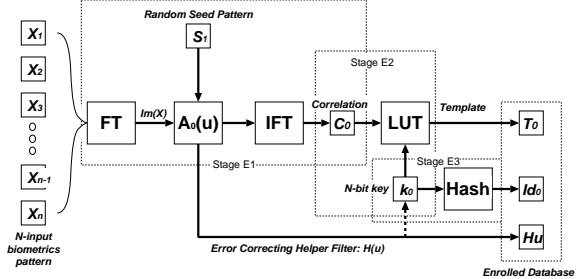 Random Seed Pattern
X1
S1
X2
Stage E2
X3
Im(X)
Correlation
Template
FT
A0(u)
IFT
C0
LUT
T0
Stage E1
Stage E3
N-bit key
Xn-1
k0
Hash
Id0
Xn
Hu
N-input
biometrics
pattern
Error Correcting Helper Filter: H(u)
Enrolled Database